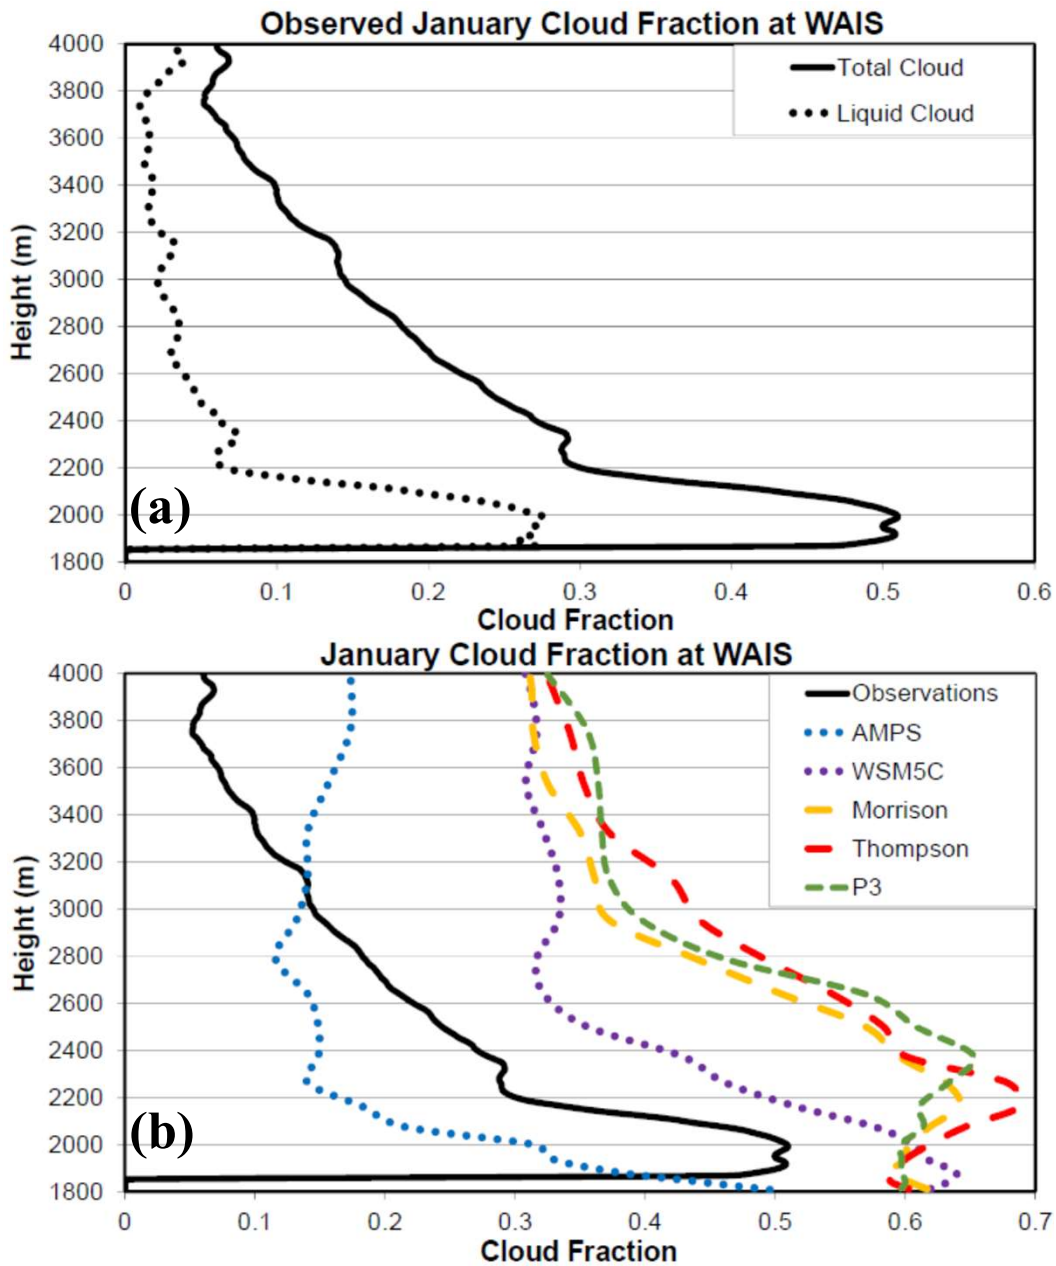 Observed January Cloud Fraction at WAIS
4000
3800
3600
3400
3200
3000
2800
2600
2400
2200
2000
1800
Height (m)
Total Cloud
Liquid Cloud
(a)
0 0.1 0.2 0.3 0.4 0.5 0.6
Cloud Fraction
January Cloud Fraction at WAIS
4000
3800
3600
3400
3200
3000
2800
2600
2400
2200
2000
1800
Height (m)
Observations
AMPS
WSM5C
Morrison
Thompson
P3
(b)
0 0.1 0.2 0.3 0.4 0.5 0.6 0.7
Cloud Fraction